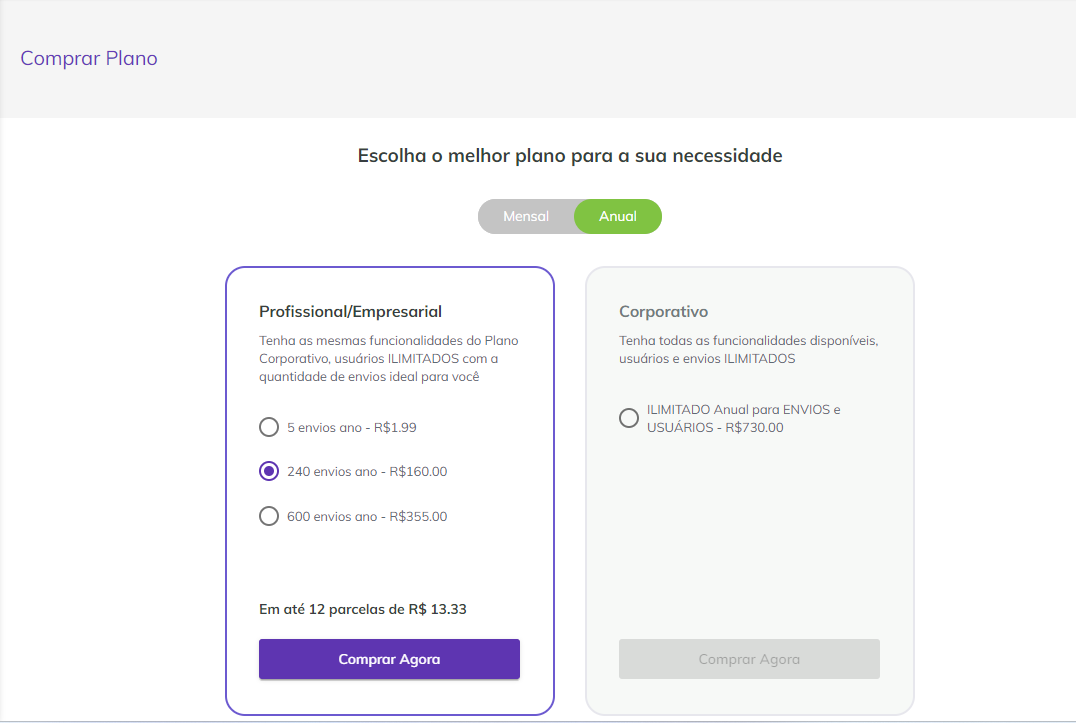 Comprar Plano
Escolha o melhor plano para a sua necessidade
Mensal
Anual
Profissional/Empresarial
Tenha as mesmas funcionalidades do Plano
Corporativo, usuários ILIMITADOS com a
quantidade de envios ideal para você
5 envios ano - R$1.99
240 envios ano - R$160.00
600 envios ano - R$355.00
Em até 12 parcelas de R$ 13.33
Comprar Agora
Corporativo
Tenha todas as funcionalidades disponíveis,
usuários e envios ILIMITADOS
ILIMITADO Anual para ENVIOS e
USUÁRIOS - R$730.00
Comprar Agora